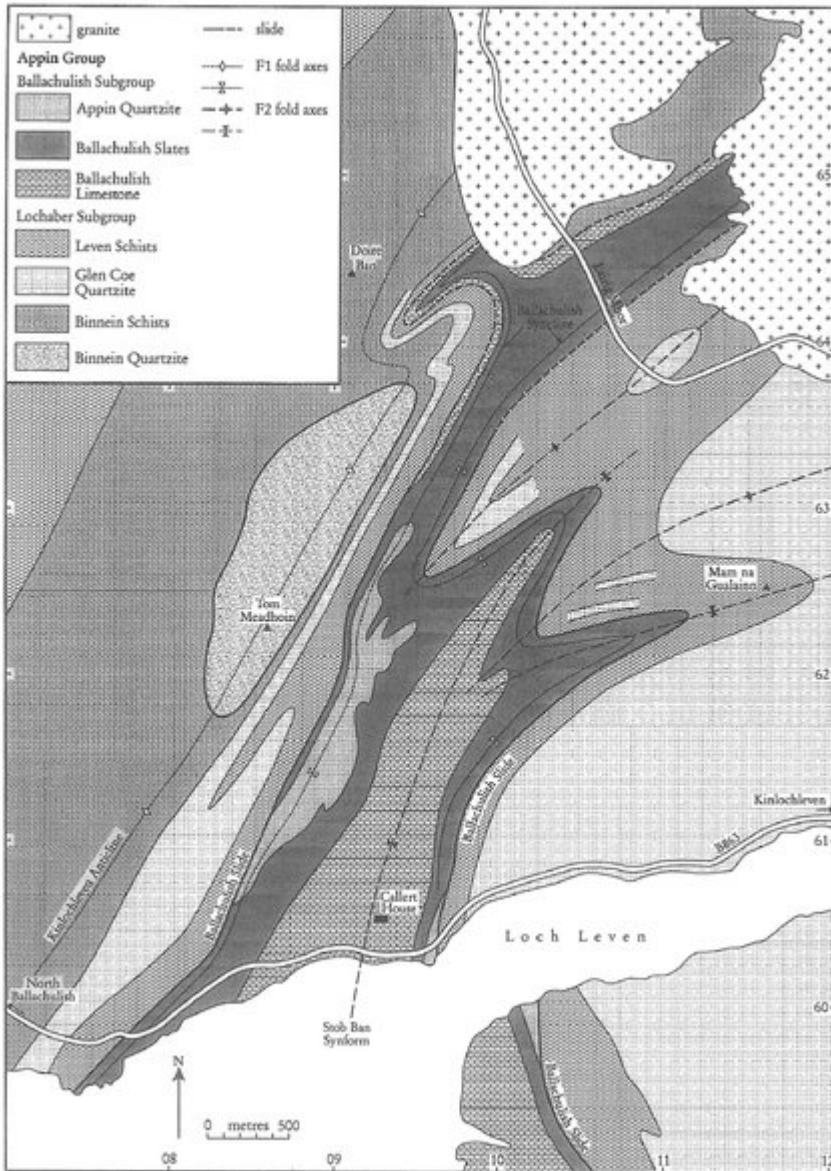 granite
Appin Group
Ballachulish Subgroup
Appin Quartzite
Ballachulish Slates
Ballachulish
Limestone
Lochaber Subgroup
Leven Schists
Glen Coe
Quartzite
Binnein Schists
Binnein Quartzite
slide
F1 fold axes
F2 fold axes
65
Doire
Ban
Ballachulish
Syncline
64
63
Mam na
Gualainn
Tom
Meadhoin
62
Ballachulish Slide
Kinlochleven
61
B863
Kinlochleven Anticline
Ballachulish Slide
Callert
House
Loch Leven
North
Ballachulish
60
Stob Ban
Synform
N
0 metres 500
Ballachulish Slide
08
09
10
11
12